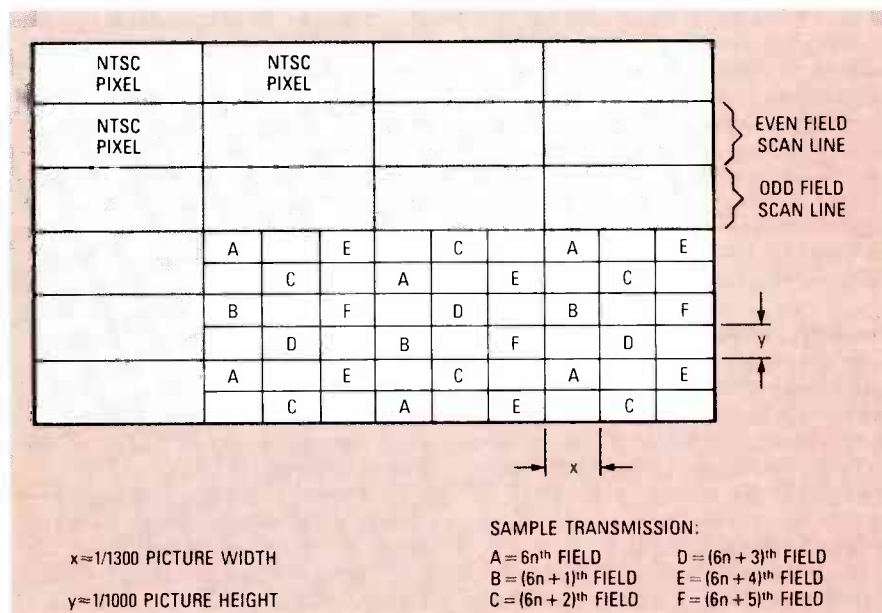 NTSC PIXEL
NTSC PIXEL
NTSC PIXEL
EVEN FIELD
SCAN LINE
ODD FIELD
SCAN LINE
A E C A E
C A E C
B F D B F
D B F D
y
A E C A E
C A E C
x
x≈1/1300 PICTURE WIDTH
y≈1/1000 PICTURE HEIGHT
SAMPLE TRANSMISSION:
A = 6nth FIELD D = (6n + 3)th FIELD
B = (6n + 1)th FIELD E = (6n + 4)th FIELD
C = (6n + 2)th FIELD F = (6n + 5)th FIELD